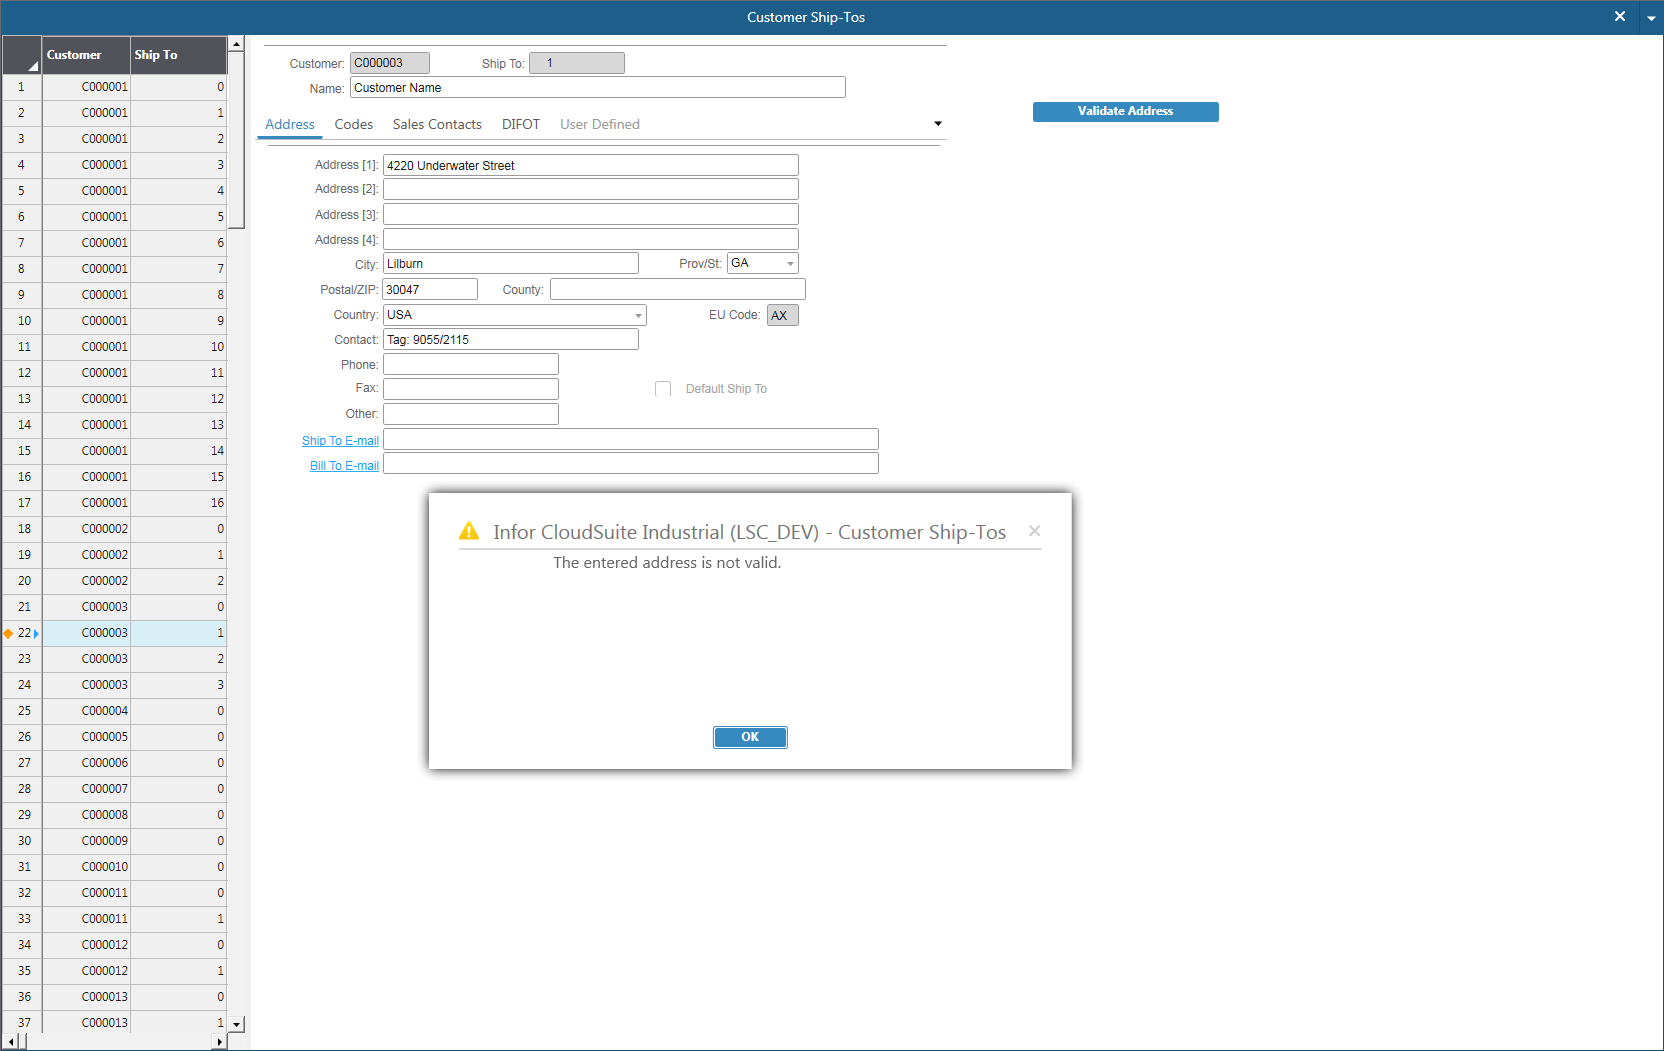 Customer Ship-Tos
Customer Ship To
1 C000001 0
2 C000001 1
3 C000001 2
4 C000001 3
5 C000001 4
6 C000001 5
7 C000001 6
8 C000001 7
9 C000001 8
10 C000001 9
11 C000001 10
12 C000001 11
13 C000001 12
14 C000001 13
15 C000001 14
16 C000001 15
17 C000001 16
18 C000002 0
19 C000002 1
20 C000002 2
21 C000003 0
22 C000003 1
23 C000003 2
24 C000003 3
25 C000004 0
26 C000005 0
27 C000006 0
28 C000007 0
29 C000008 0
30 C000009 0
31 C000010 0
32 C000011 0
33 C000011 1
34 C000012 0
35 C000012 1
36 C000013 0
37 C000013 1
Customer: C000003 Ship To: 1
Name: Customer Name
Validate Address
Address Codes Sales Contacts DIFOT User Defined
Address [1]: 4220 Underwater Street
Address [2]:
Address [3]:
Address [4]:
City: Lilburn Prov/St: GA
Postal/ZIP: 30047 County:
Country: USA EU Code: AX
Contact: Tag: 9055/2115
Phone:
Fax: Default Ship To
Other:
Ship To E-mail
Bill To E-mail
Infor CloudSuite Industrial (LSC_DEV) - Customer Ship-Tos
The entered address is not valid.
OK